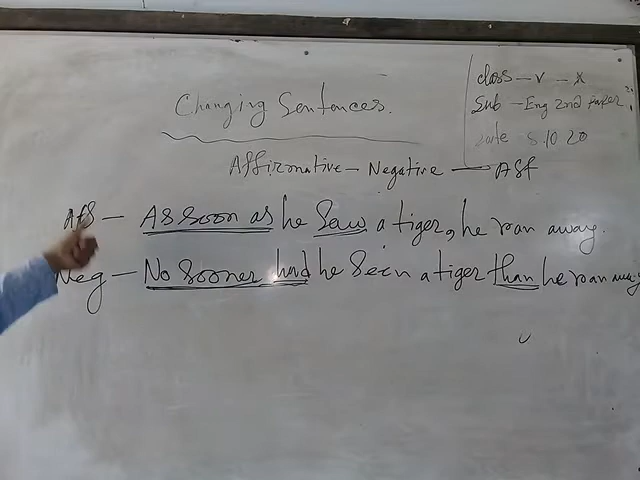 Class - V - X
Sub - Eng 2nd paper
Date 8.10 20
Changing Sentences.
Affirmative - Negative - Aff
Aff - As soon as he saw a tiger, he ran away.
Neg - No sooner had he seen a tiger than he ran away